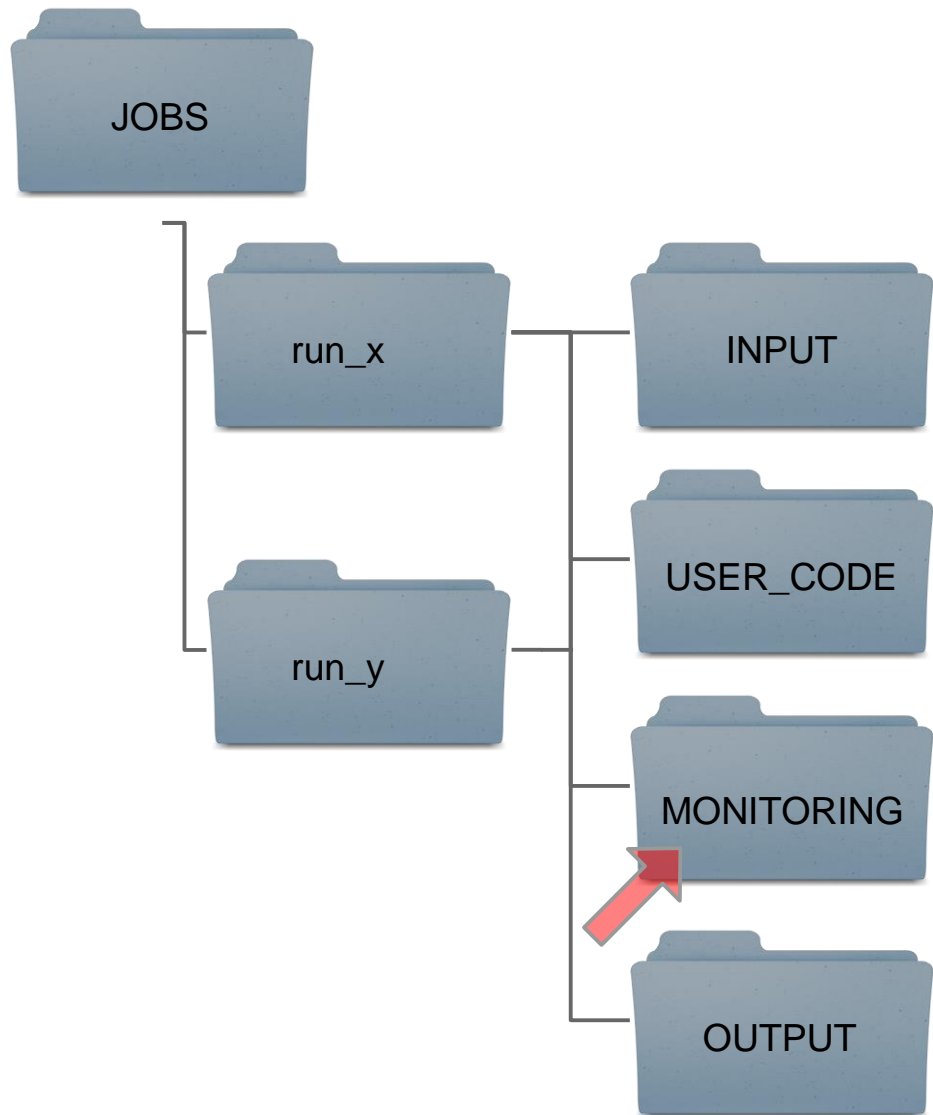 JOBS
run_x
INPUT
USER_CODE
run_y
MONITORING
OUTPUT